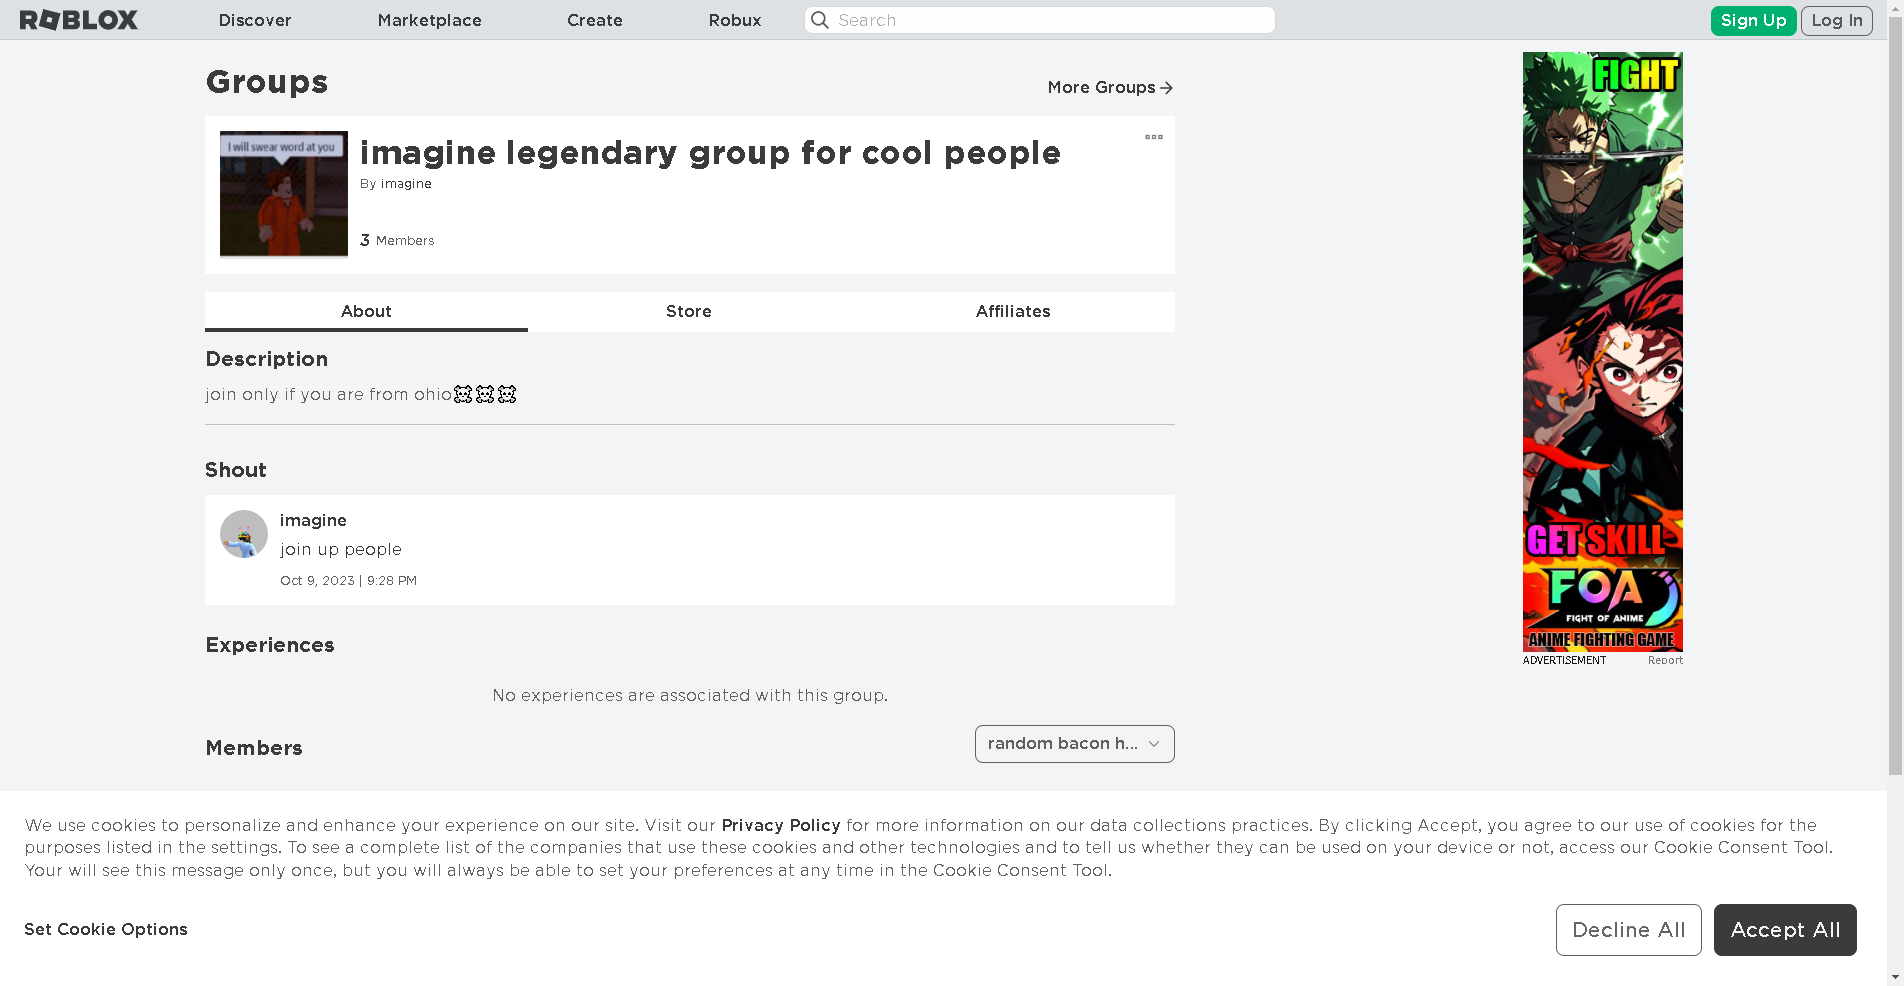 ROBLOX Discover Marketplace Create Robux Search Sign Up Log In
Groups
More Groups
I will swear word at you
imagine legendary group for cool people
By imagine
3 Members
About Store Affiliates
Description
join only if you are from ohio☠☠☠
Shout
imagine
join up people
Oct 9, 2023 | 9:28 PM
Experiences
No experiences are associated with this group.
Members
random bacon h...
FIGHT
GET SKILL
FOA
FIGHT OF ANIME
ANIME FIGHTING GAME
ADVERTISEMENT Report
We use cookies to personalize and enhance your experience on our site. Visit our Privacy Policy for more information on our data collections practices. By clicking Accept, you agree to our use of cookies for the
purposes listed in the settings. To see a complete list of the companies that use these cookies and other technologies and to tell us whether they can be used on your device or not, access our Cookie Consent Tool.
Your will see this message only once, but you will always be able to set your preferences at any time in the Cookie Consent Tool.
Set Cookie Options
Decline All
Accept All